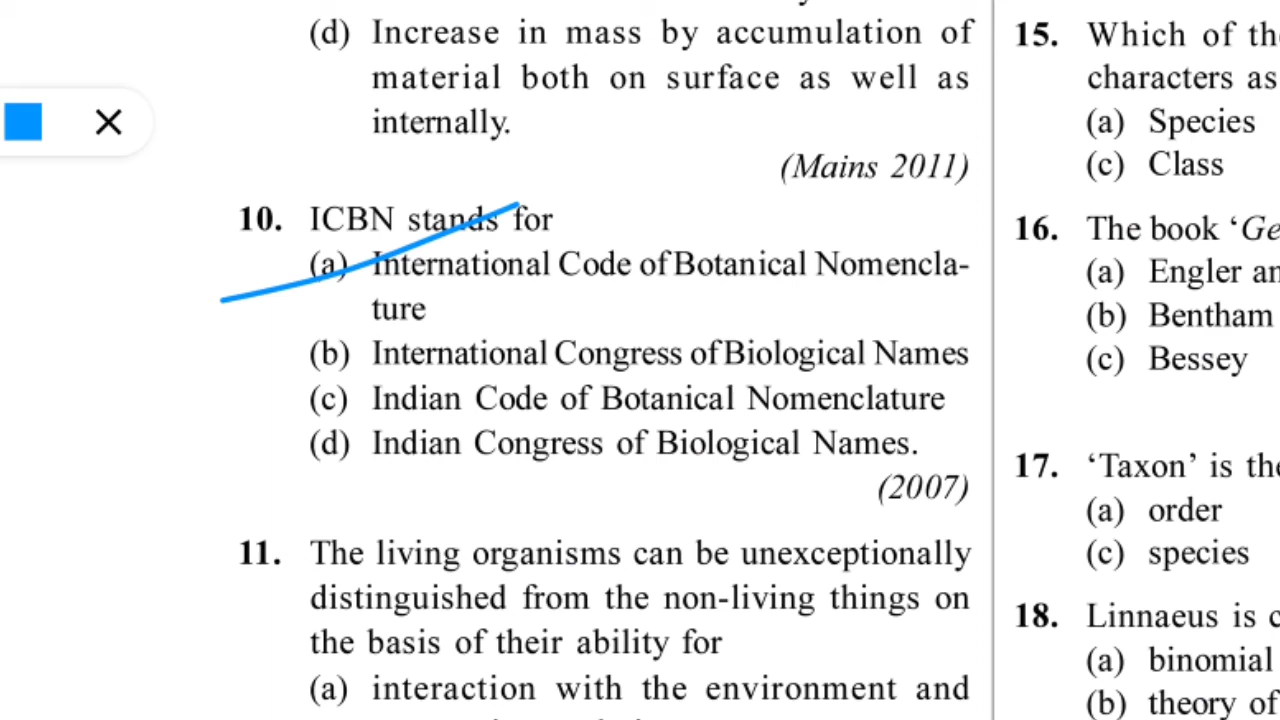 (d) Increase in mass by accumulation of
material both on surface as well as
internally.
(Mains 2011)
10. ICBN stands for
(a) International Code of Botanical Nomencla-
ture
(b) International Congress of Biological Names
(c) Indian Code of Botanical Nomenclature
(d) Indian Congress of Biological Names.
(2007)
11. The living organisms can be unexceptionally
distinguished from the non-living things on
the basis of their ability for
(a) interaction with the environment and
15. Which of the
characters as
(a) Species
(c) Class
16. The book ‘Ge
(a) Engler an
(b) Bentham
(c) Bessey
17. ‘Taxon’ is the
(a) order
(c) species
18. Linnaeus is c
(a) binomial
(b) theory of